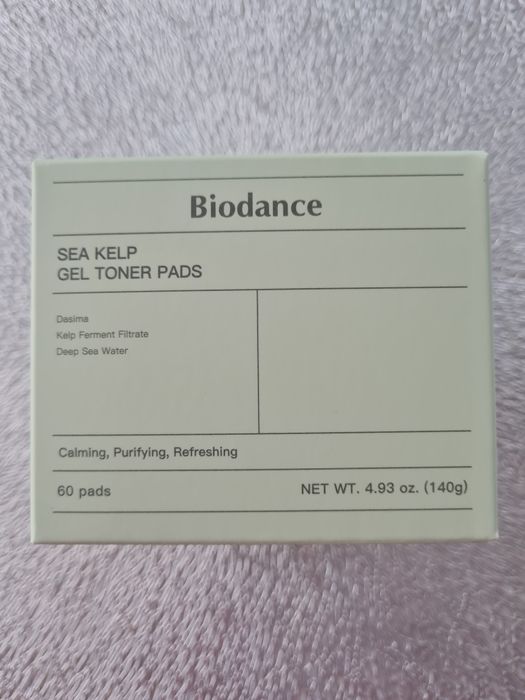 Biodance
SEA KELP
GEL TONER PADS
Dasima
Kelp Ferment Filtrate
Deep Sea Water
Calming, Purifying, Refreshing
60 pads
NET WT. 4.93 oz. (140g)